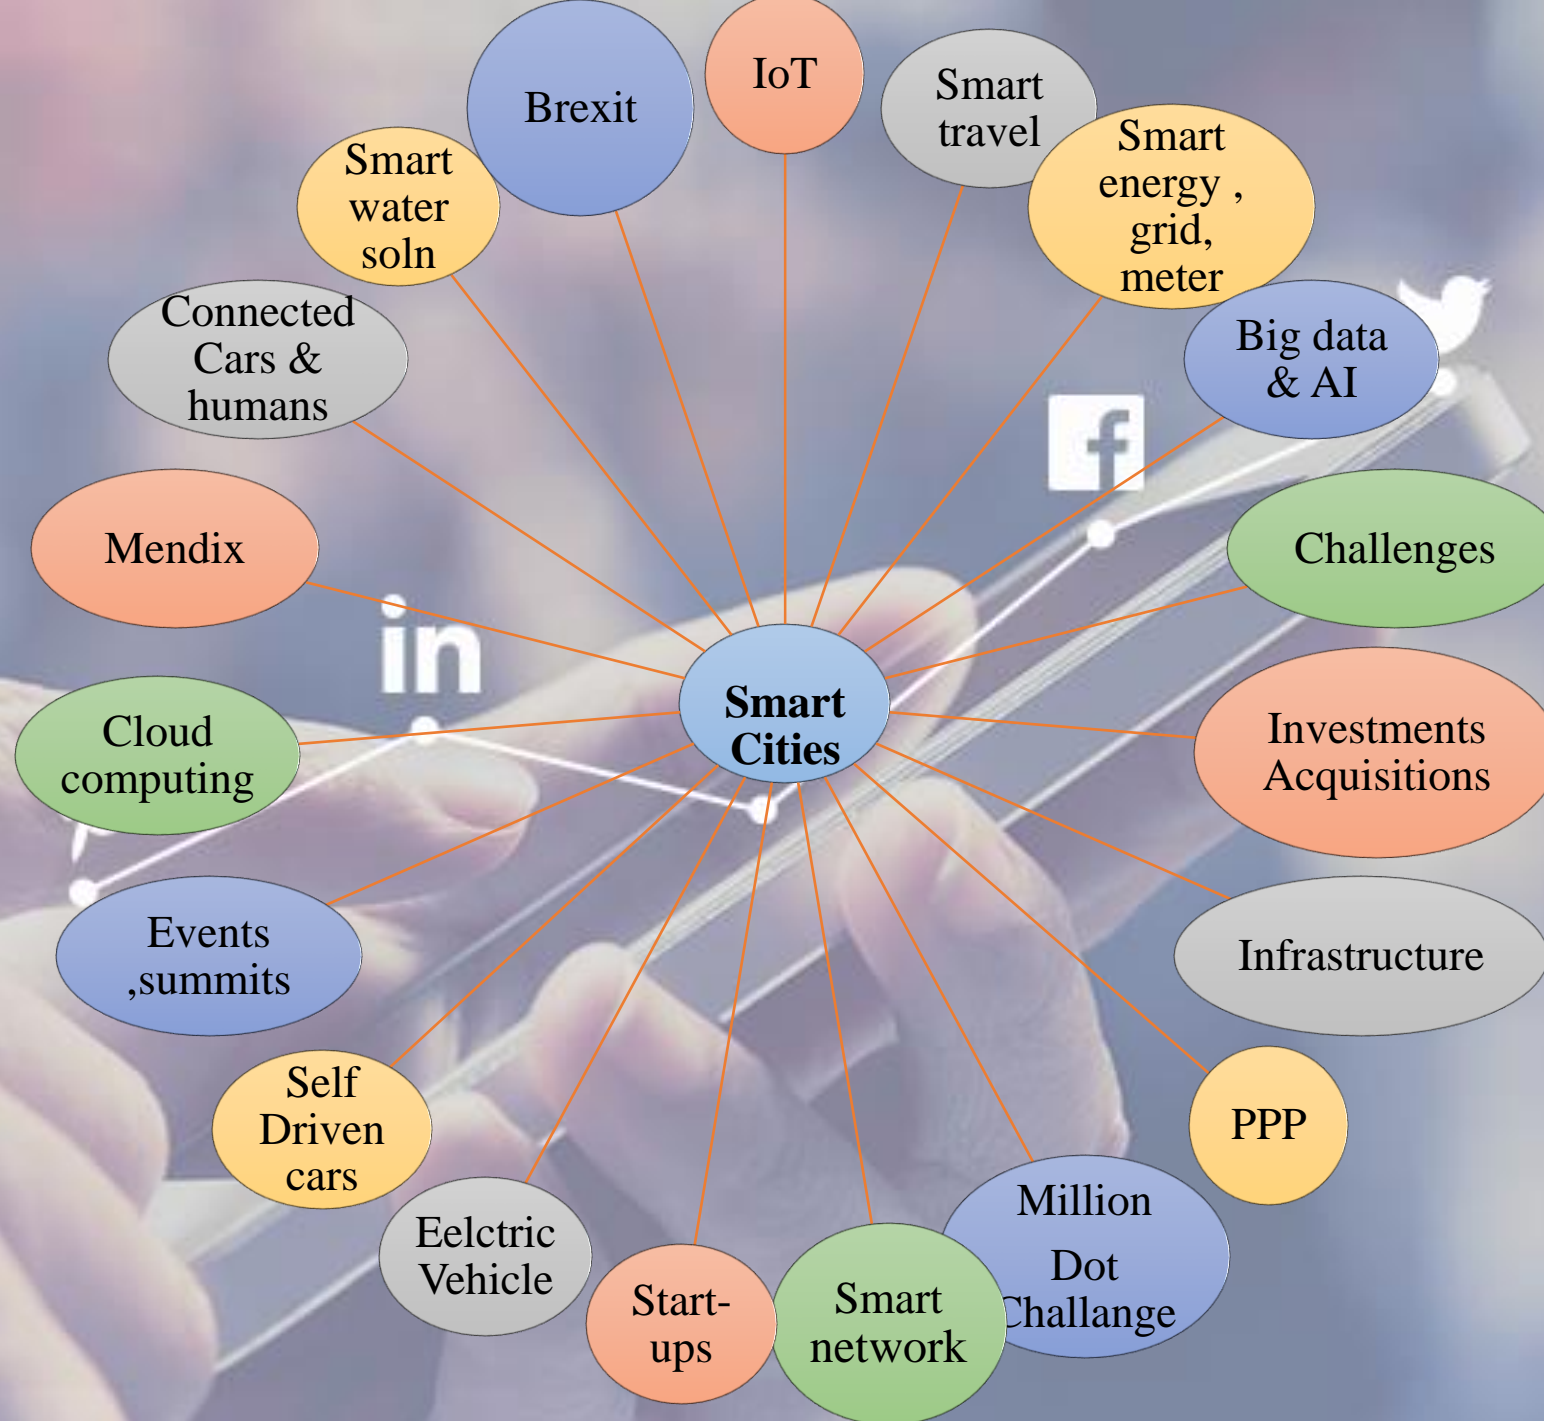 IoT
Smart
travel
Smart
energy ,
grid,
meter
Big data
& AI
Challenges
Investments
Acquisitions
Infrastructure
PPP
Million
Dot
Challange
Smart
network
Start-
ups
Eelctric
Vehicle
Self
Driven
cars
Events
,summits
Cloud
computing
Mendix
Connected
Cars &
humans
Smart
water
soln
Brexit
Smart
Cities
in
f